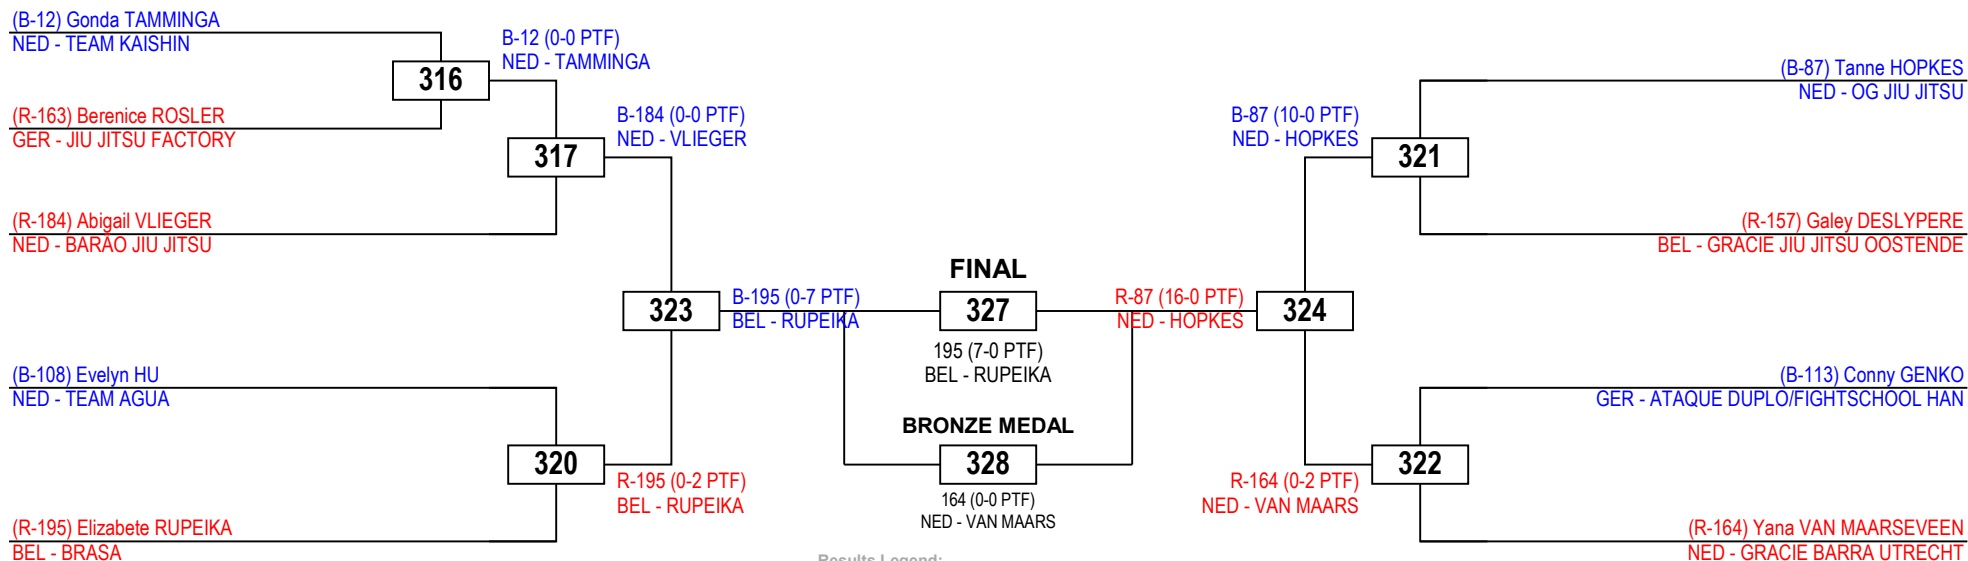 (B-12) Gonda TAMMINGA
NED - TEAM KAISHIN
B-12 (0-0 PTF)
NED - TAMMINGA
316
(R-163) Berenice ROSLER
GER - JIU JITSU FACTORY
B-184 (0-0 PTF)
NED - VLIEGER
317
(R-184) Abigail VLIEGER
NED - BARÃO JIU JITSU
323
B-195 (0-7 PTF)
BEL - RUPEIKA
(B-108) Evelyn HU
NED - TEAM AGUA
320
R-195 (0-2 PTF)
BEL - RUPEIKA
(R-195) Elizabete RUPEIKA
BEL - BRASA
FINAL
327
195 (7-0 PTF)
BEL - RUPEIKA
BRONZE MEDAL
328
164 (0-0 PTF)
NED - VAN MAARS
Results Legend:
(B-87) Tanne HOPKES
NED - OG JIU JITSU
B-87 (10-0 PTF)
NED - HOPKES
321
(R-157) Galey DESLYPERE
BEL - GRACIE JIU JITSU OOSTENDE
R-87 (16-0 PTF)
NED - HOPKES
324
(B-113) Conny GENKO
GER - ATAQUE DUPLO/FIGHTSCHOOL HAN
322
R-164 (0-2 PTF)
NED - VAN MAARS
(R-164) Yana VAN MAARSEVEEN
NED - GRACIE BARRA UTRECHT